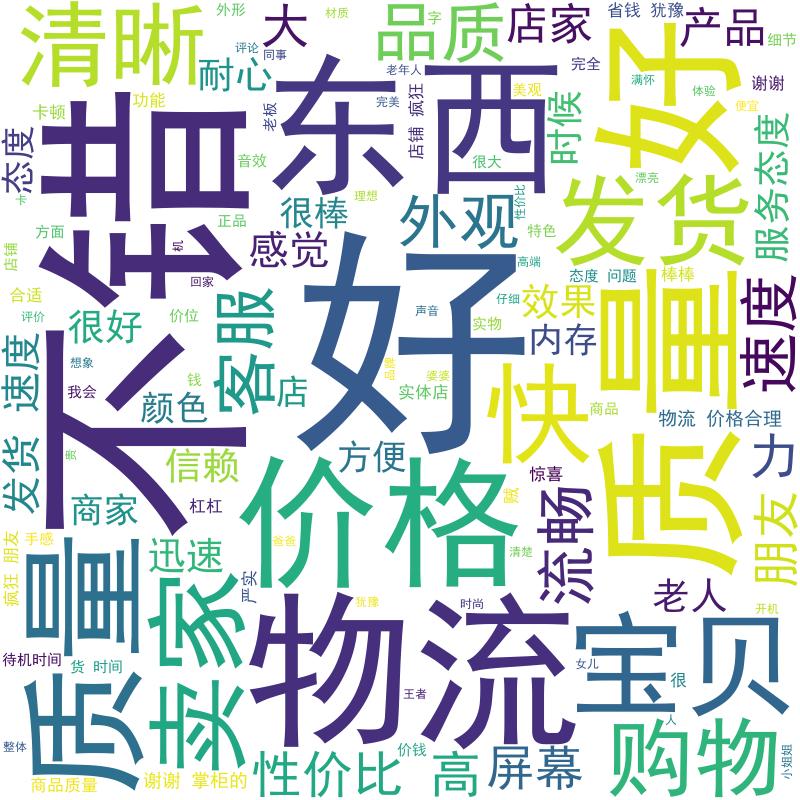 清晰
外形
大
材质
字
品质
店家
省钱 犹豫
产品
细节
评论
同事
耐心
老年人
完全
满怀
体验
谢谢
卡顿
功能
老板
完美
疯狂
美观
便宜
好
东西
店铺
时候
态度
不错
音效
很大
服务态度
卡
理想
性价比
漂亮
正品
很棒
外观
发货
特色
方面
店铺
感觉
机
高端
回家
态度 问题
棒棒
合适
评价
价位
好
声音
仔细
效果
质量
速度
很好
客服
实物
内存
想象
品牌
婆婆
我会
钱
店
实体店
快
商品
颜色
物流 价格合理
发货 速度
方便
信赖
惊喜
力
商家
杠杠
价格
流畅
朋友
疯狂 朋友
手感
质量
迅速
爸爸
清楚
严实
卖家
物流
犹豫
时尚
老人
开机
宝贝
待机时间
货 时间
女儿
很
王者
人
整体
价钱
购物
小姐姐
商品质量
谢谢 掌柜的
性价比 高
屏幕